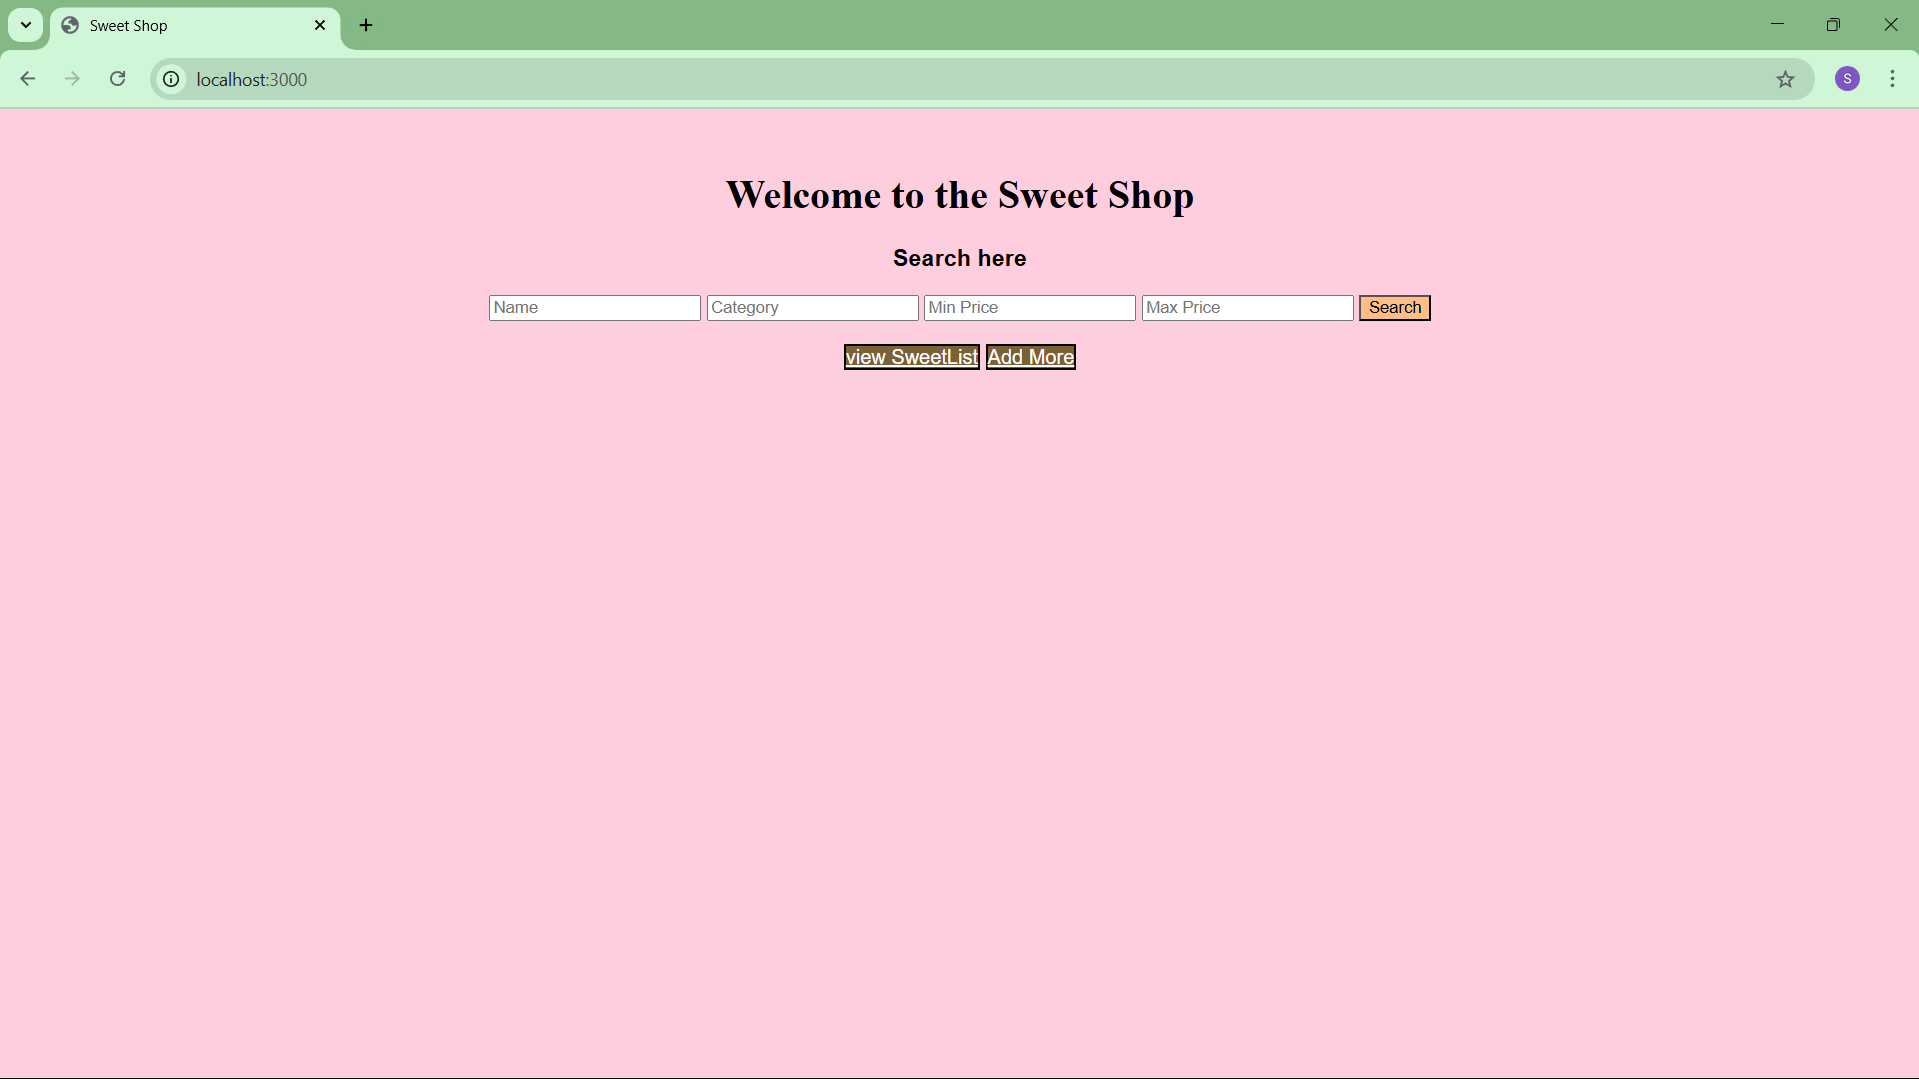 Sweet Shop
localhost:3000
S
Welcome to the Sweet Shop
Search here
Name Category Min Price Max Price Search
view SweetList Add More